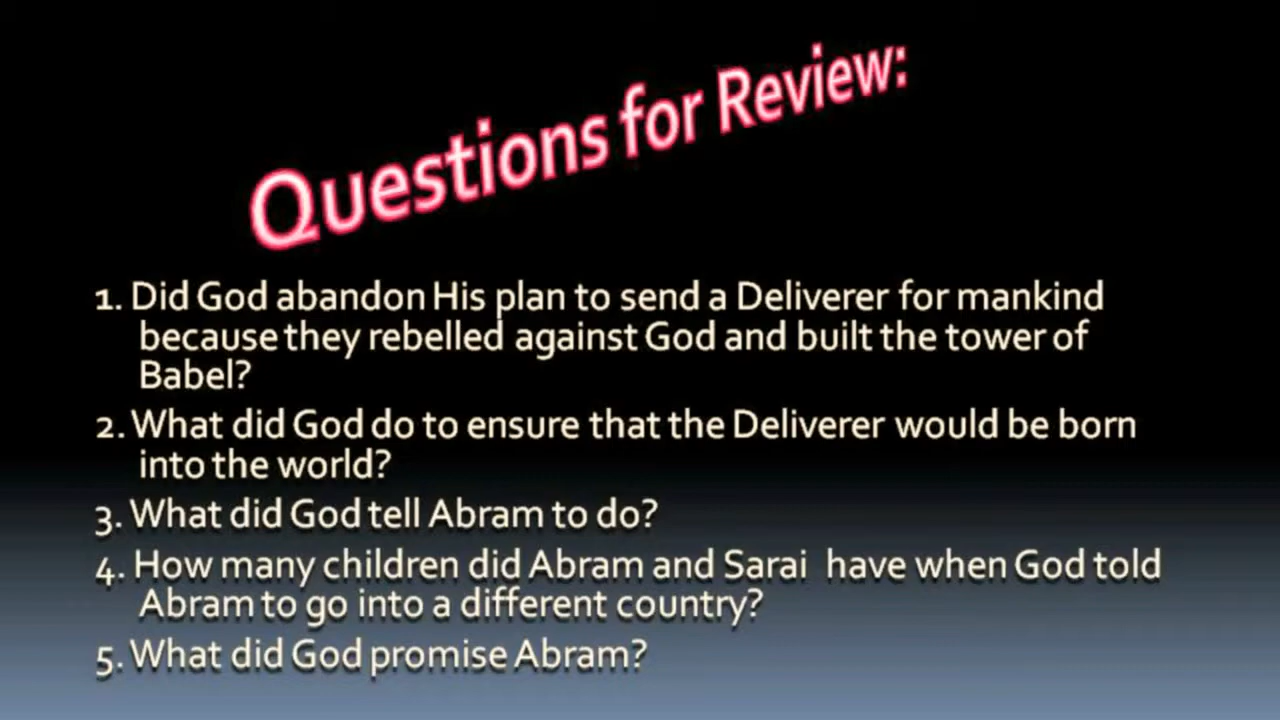 Questions for Review:
1. Did God abandon His plan to send a Deliverer for mankind
because they rebelled against God and built the tower of
Babel?
2. What did God do to ensure that the Deliverer would be born
into the world?
3. What did God tell Abram to do?
4. How many children did Abram and Sarai have when God told
Abram to go into a different country?
5. What did God promise Abram?